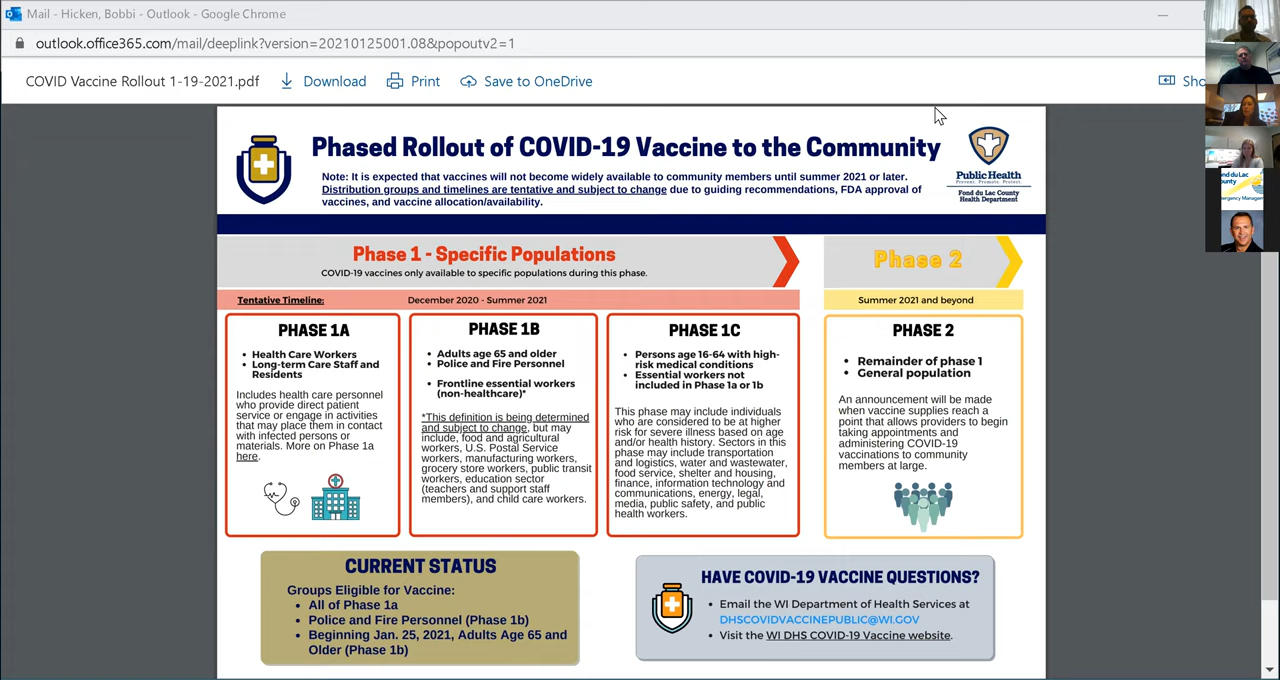 Mail - Hicken, Bobbi - Outlook - Google Chrome
outlook.office365.com/mail/deeplink?version=20210125001.08&popoutv2=1
COVID Vaccine Rollout 1-19-2021.pdf
Download
Print
Save to OneDrive
Phased Rollout of COVID-19 Vaccine to the Community
Note: It is expected that vaccines will not become widely available to community members until summer 2021 or later.
Distribution groups and timelines are tentative and subject to change due to guiding recommendations, FDA approval of
vaccines, and vaccine allocation/availability.
Public Health
Prevent. Promote. Protect.
Fond du Lac County
Health Department
Phase 1 - Specific Populations
COVID-19 vaccines only available to specific populations during this phase.
Phase 2
Tentative Timeline:
December 2020 - Summer 2021
Summer 2021 and beyond
PHASE 1A
• Health Care Workers
• Long-term Care Staff and
Residents
Includes health care personnel
who provide direct patient
service or engage in activities
that may place them in contact
with infected persons or
materials. More on Phase 1a
here.
PHASE 1B
• Adults age 65 and older
• Police and Fire Personnel
• Frontline essential workers
(non-healthcare)*
*This definition is being determined
and subject to change, but may
include, food and agricultural
workers, U.S. Postal Service
workers, manufacturing workers,
grocery store workers, public transit
workers, education sector
(teachers and support staff
members), and child care workers.
PHASE 1C
• Persons age 16-64 with high-
risk medical conditions
• Essential workers not
included in Phase 1a or 1b
This phase may include individuals
who are considered to be at higher
risk for severe illness based on age
and/or health history. Sectors in this
phase may include transportation
and logistics, water and wastewater,
food service, shelter and housing,
finance, information technology and
communications, energy, legal,
media, public safety, and public
health workers.
PHASE 2
• Remainder of phase 1
• General population
An announcement will be made
when vaccine supplies reach a
point that allows providers to begin
taking appointments and
administering COVID-19
vaccinations to community
members at large.
CURRENT STATUS
Groups Eligible for Vaccine:
• All of Phase 1a
• Police and Fire Personnel (Phase 1b)
• Beginning Jan. 25, 2021, Adults Age 65 and
Older (Phase 1b)
HAVE COVID-19 VACCINE QUESTIONS?
• Email the WI Department of Health Services at
DHSCOVIDVACCINEPUBLIC@WI.GOV
• Visit the WI DHS COVID-19 Vaccine website.